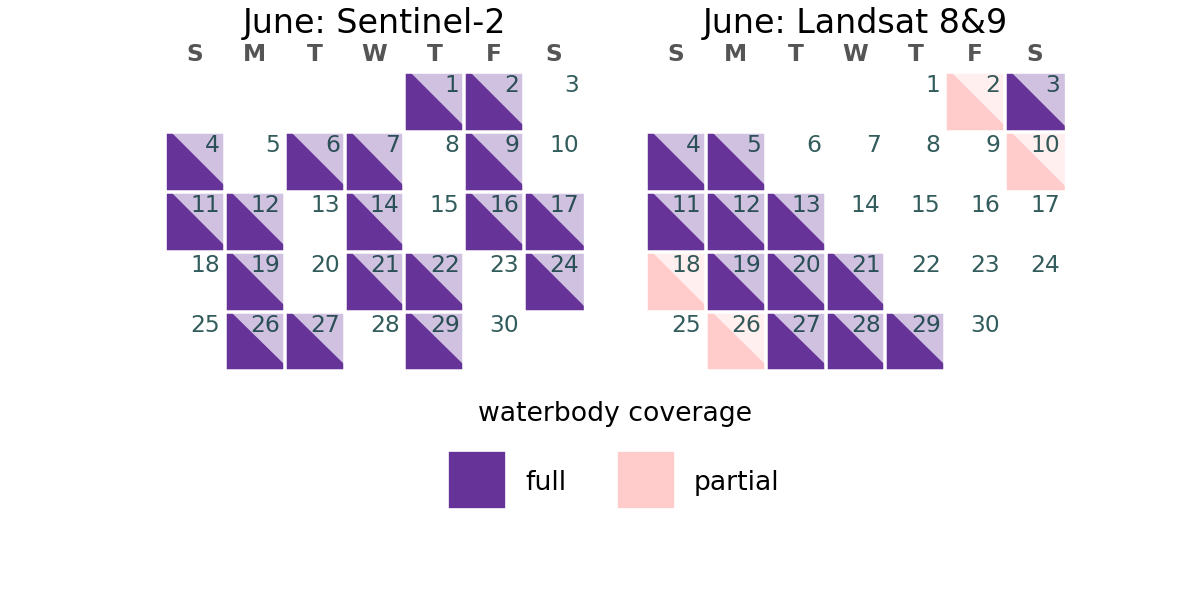 June: Sentinel-2
S M T W T F S
1 2 3
4 5 6 7 8 9 10
11 12 13 14 15 16 17
18 19 20 21 22 23 24
25 26 27 28 29 30
June: Landsat 8&9
S M T W T F S
1 2 3
4 5 6 7 8 9 10
11 12 13 14 15 16 17
18 19 20 21 22 23 24
25 26 27 28 29 30
waterbody coverage
full partial